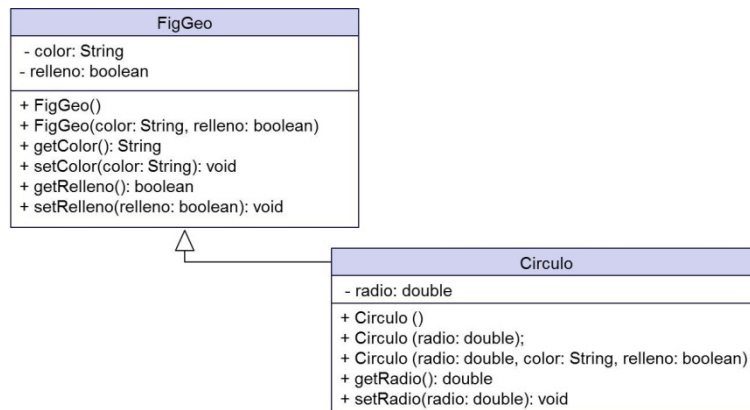 FigGeo
- color: String
- relleno: boolean
+ FigGeo()
+ FigGeo(color: String, relleno: boolean)
+ getColor(): String
+ setColor(color: String): void
+ getRelleno(): boolean
+ setRelleno(relleno: boolean): void
Circulo
- radio: double
+ Circulo ()
+ Circulo (radio: double);
+ Circulo (radio: double, color: String, relleno: boolean)
+ getRadio(): double
+ setRadio(radio: double): void